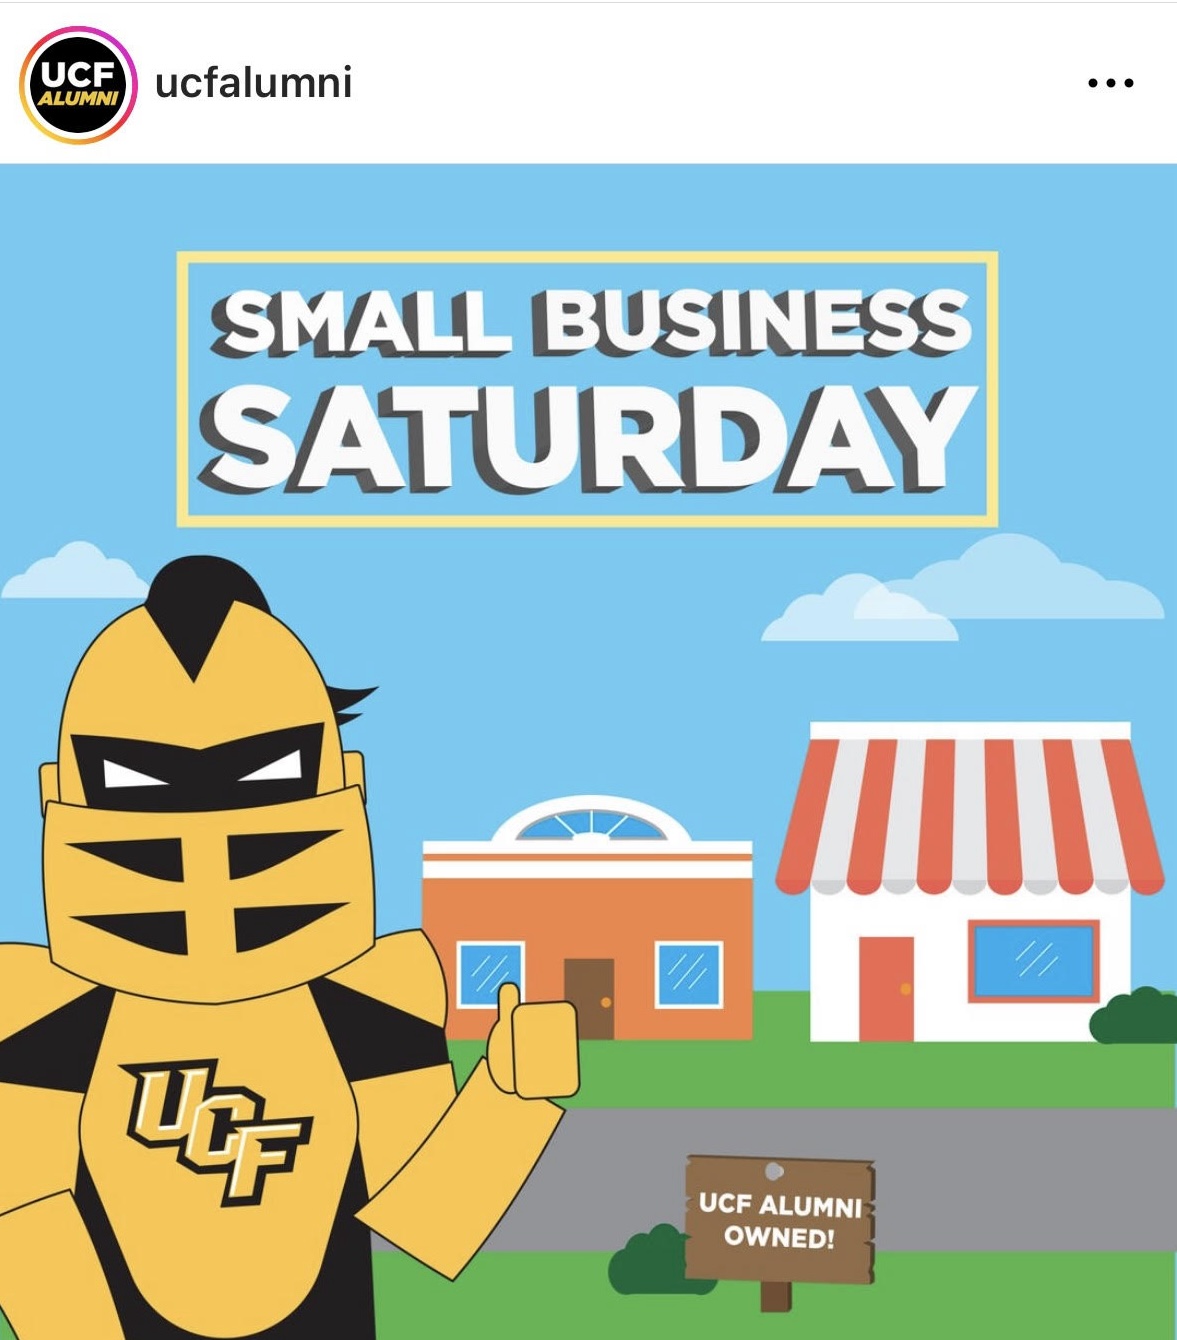 UCF
ALUMNI
ucfalumni
SMALL BUSINESS
SATURDAY
UCF
UCF ALUMNI
OWNED!